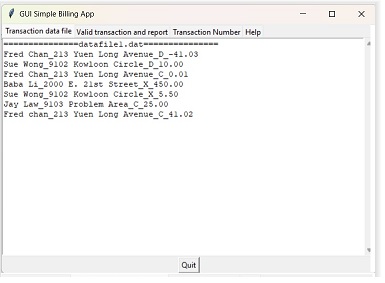 GUI Simple Billing App
Transaction data file Valid transaction and report Transaction Number Help
===============datafile1.dat===============
Fred Chan_213 Yuen Long Avenue_D_-41.03
Sue Wong_9102 Kowloon Circle_D_10.00
Fred Chan_213 Yuen Long Avenue_C_0.01
Baba Li_2000 E. 21st Street_X_450.00
Sue Wong_9102 Kowloon Circle_X_5.50
Jay Law_9103 Problem Area_C_25.00
Fred chan_213 Yuen Long Avenue_C_41.02
Quit